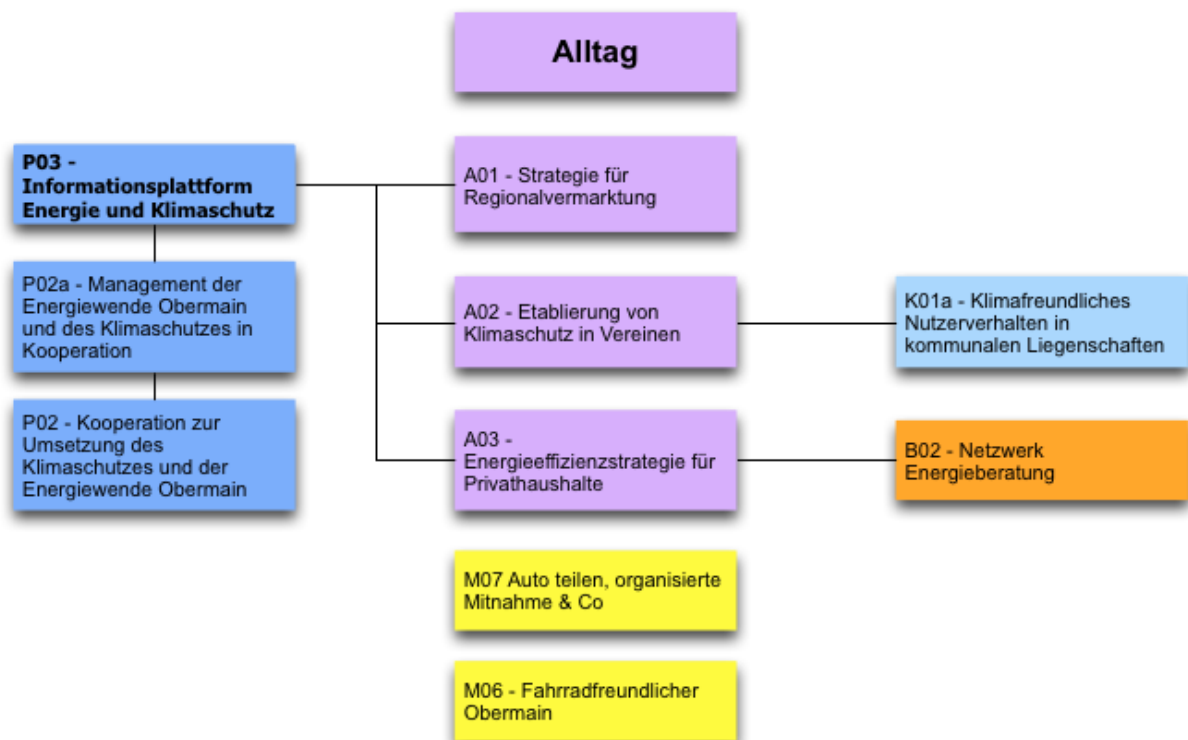 Alltag
P03 -
Informationsplattform
Energie und Klimaschutz
P02a - Management der
Energiewende Obermain
und des Klimaschutzes in
Kooperation
P02 - Kooperation zur
Umsetzung des
Klimaschutzes und der
Energiewende Obermain
A01 - Strategie für
Regionalvermarktung
A02 - Etablierung von
Klimaschutz in Vereinen
A03 -
Energieeffizienzstrategie für
Privathaushalte
M07 Auto teilen, organisierte
Mitnahme & Co
M06 - Fahrradfreundlicher
Obermain
K01a - Klimafreundliches
Nutzerverhalten in
kommunalen Liegenschaften
B02 - Netzwerk
Energieberatung